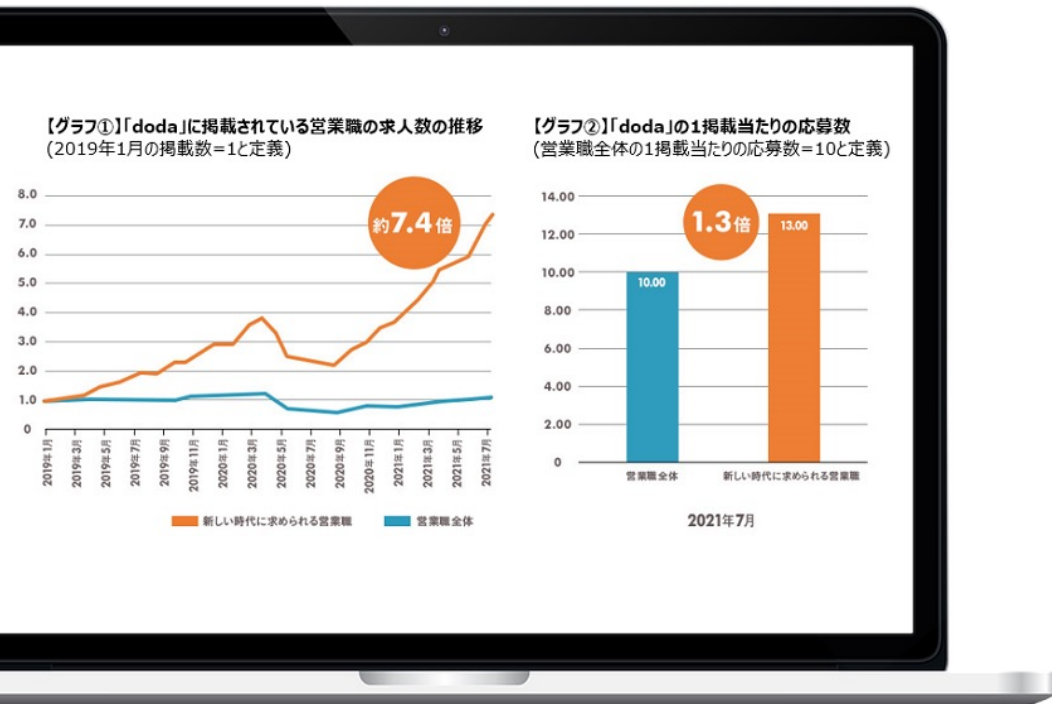 【グラフ①】「doda」に掲載されている営業職の求人数の推移
(2019年1月の掲載数=1と定義)
8.0
7.0
6.0
5.0
4.0
3.0
2.0
1.0
0
約7.4倍
2019年1月
2019年3月
2019年5月
2019年7月
2019年9月
2019年11月
2020年1月
2020年3月
2020年5月
2020年7月
2020年9月
2020年11月
2021年1月
2021年3月
2021年5月
2021年7月
新しい時代に求められる営業職
営業職全体
【グラフ②】「doda」の1掲載当たりの応募数
(営業職全体の1掲載当たりの応募数=10と定義)
14.00
12.00
10.00
8.00
6.00
4.00
2.00
0
1.3倍
10.00
13.00
営業職全体
新しい時代に求められる営業職
2021年7月